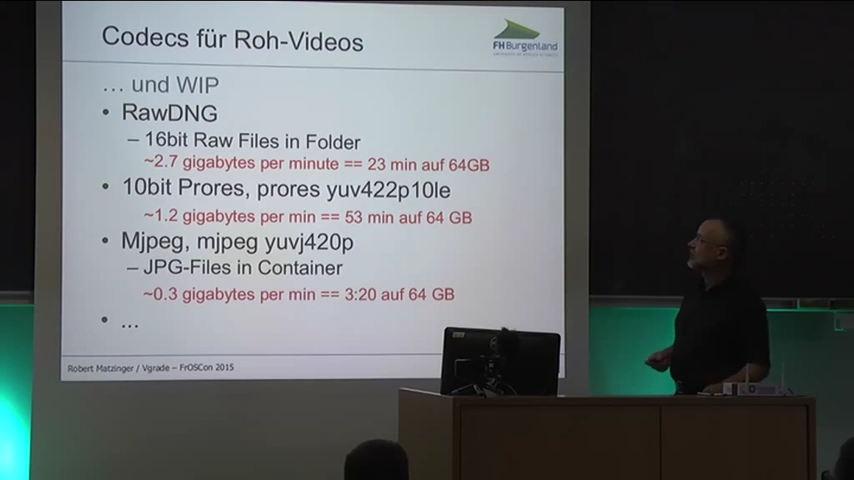 Codecs für Roh-Videos
FH Burgenland
… und WIP
• RawDNG
– 16bit Raw Files in Folder
~2.7 gigabytes per minute == 23 min auf 64GB
• 10bit Prores, prores yuv422p10le
~1.2 gigabytes per min == 53 min auf 64 GB
• Mjpeg, mjpeg yuvj420p
– JPG-Files in Container
~0.3 gigabytes per min == 3:20 auf 64 GB
• ...
Robert Matzinger / Vgrade – FrOSCon 2015